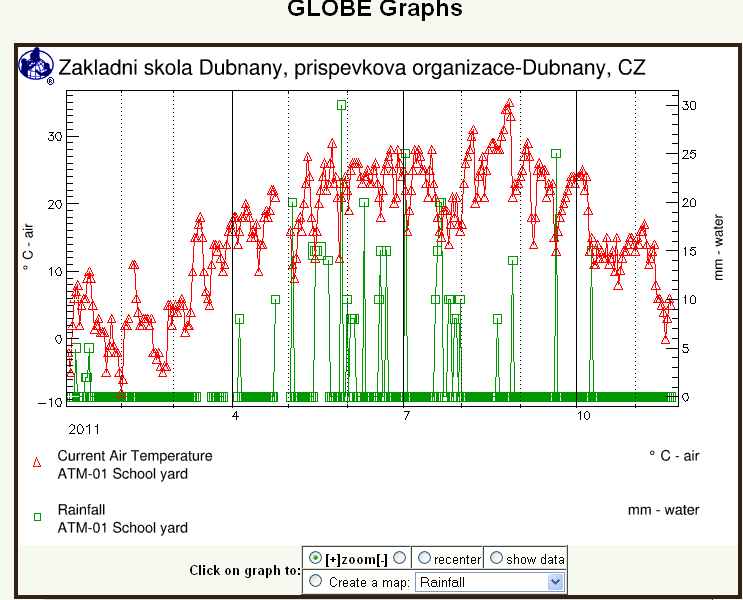 GLOBE Graphs
®
Zakladni skola Dubnany, prispevkova organizace-Dubnany, CZ
30
20
10
0
−10
° C - air
30
25
20
15
10
5
0
mm - water
4
7
10
2011
Current Air Temperature
ATM-01 School yard
° C - air
Rainfall
ATM-01 School yard
mm - water
Click on graph to:
[+]zoom[-] recenter show data
Create a map: Rainfall